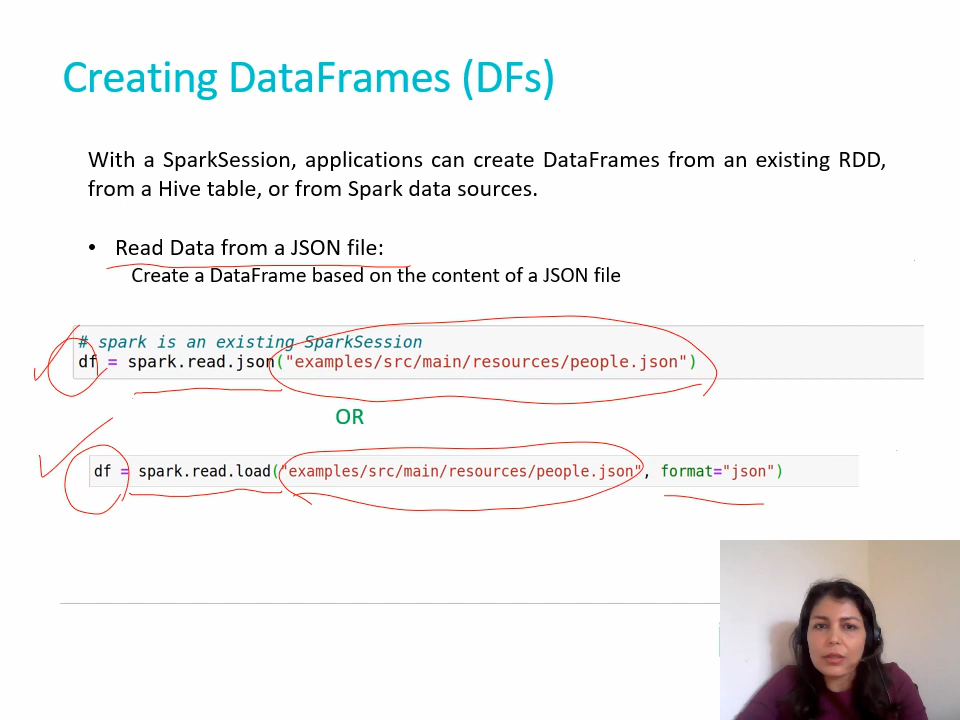 Creating DataFrames (DFs)
With a SparkSession, applications can create DataFrames from an existing RDD,
from a Hive table, or from Spark data sources.
• Read Data from a JSON file:
Create a DataFrame based on the content of a JSON file
# spark is an existing SparkSession
df = spark.read.json("examples/src/main/resources/people.json")
OR
df = spark.read.load("examples/src/main/resources/people.json", format="json")